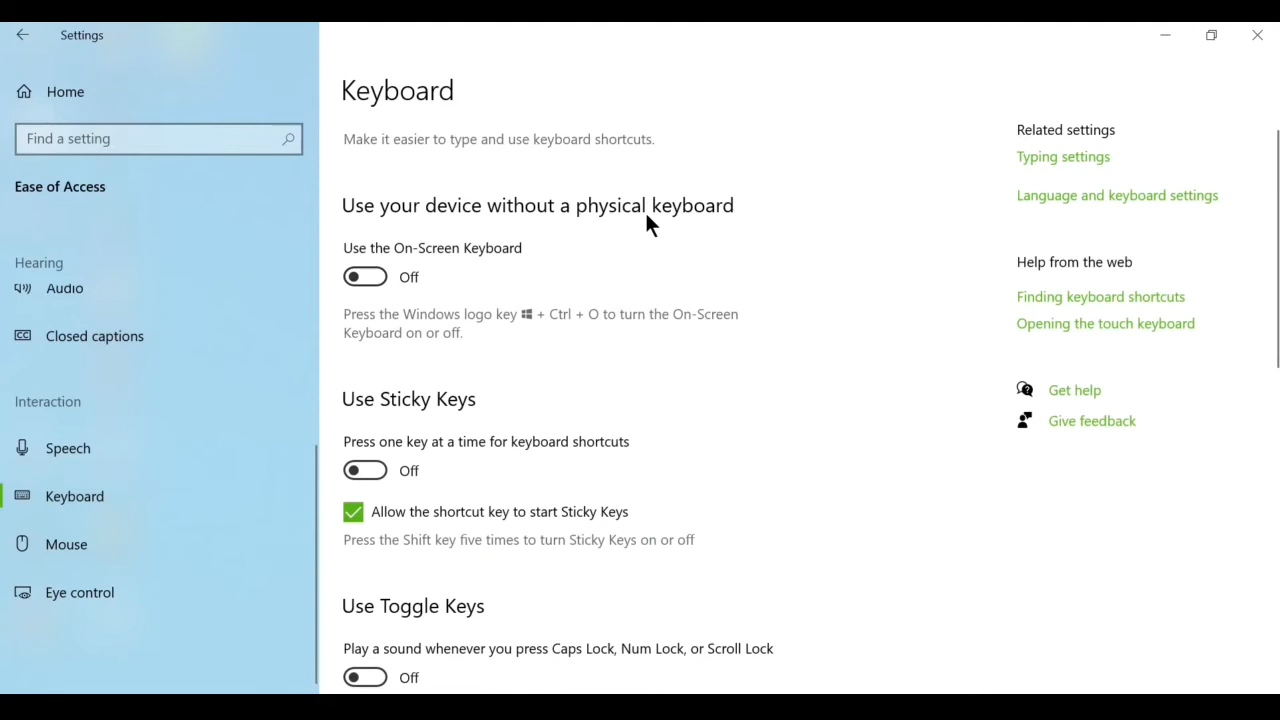 Settings
Home
Find a setting
Ease of Access
Hearing
Audio
Closed captions
Interaction
Speech
Keyboard
Mouse
Eye control
Keyboard
Make it easier to type and use keyboard shortcuts.
Use your device without a physical keyboard
Use the On-Screen Keyboard
Off
Press the Windows logo key + Ctrl + O to turn the On-Screen
Keyboard on or off.
Use Sticky Keys
Press one key at a time for keyboard shortcuts
Off
Allow the shortcut key to start Sticky Keys
Press the Shift key five times to turn Sticky Keys on or off
Use Toggle Keys
Play a sound whenever you press Caps Lock, Num Lock, or Scroll Lock
Off
Related settings
Typing settings
Language and keyboard settings
Help from the web
Finding keyboard shortcuts
Opening the touch keyboard
Get help
Give feedback